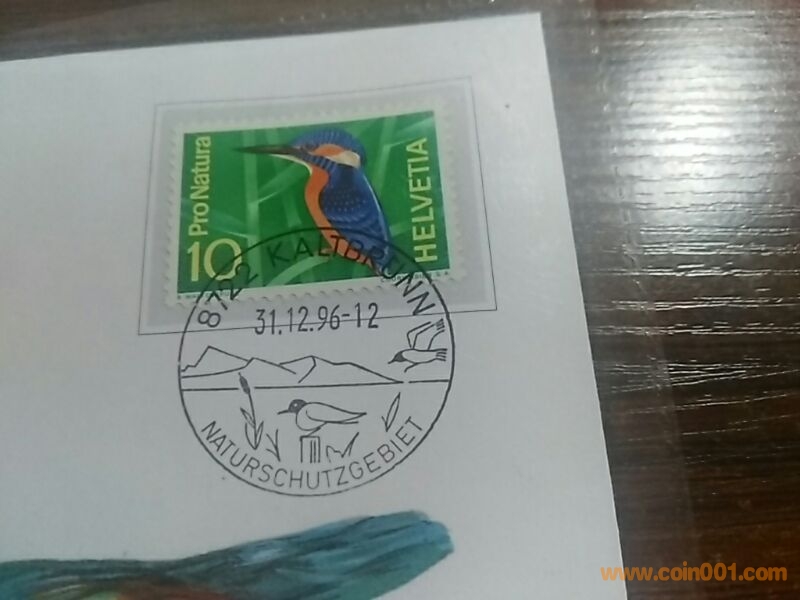 Pro Natura
10
HELVETIA
8722 KALTBRUNN
31.12.96-12
NATURSCHUTZGEBIET
www.coin001.com